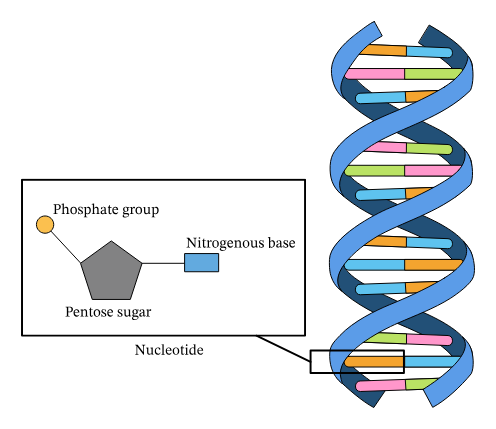 Phosphate group
Nitrogenous base
Pentose sugar
Nucleotide